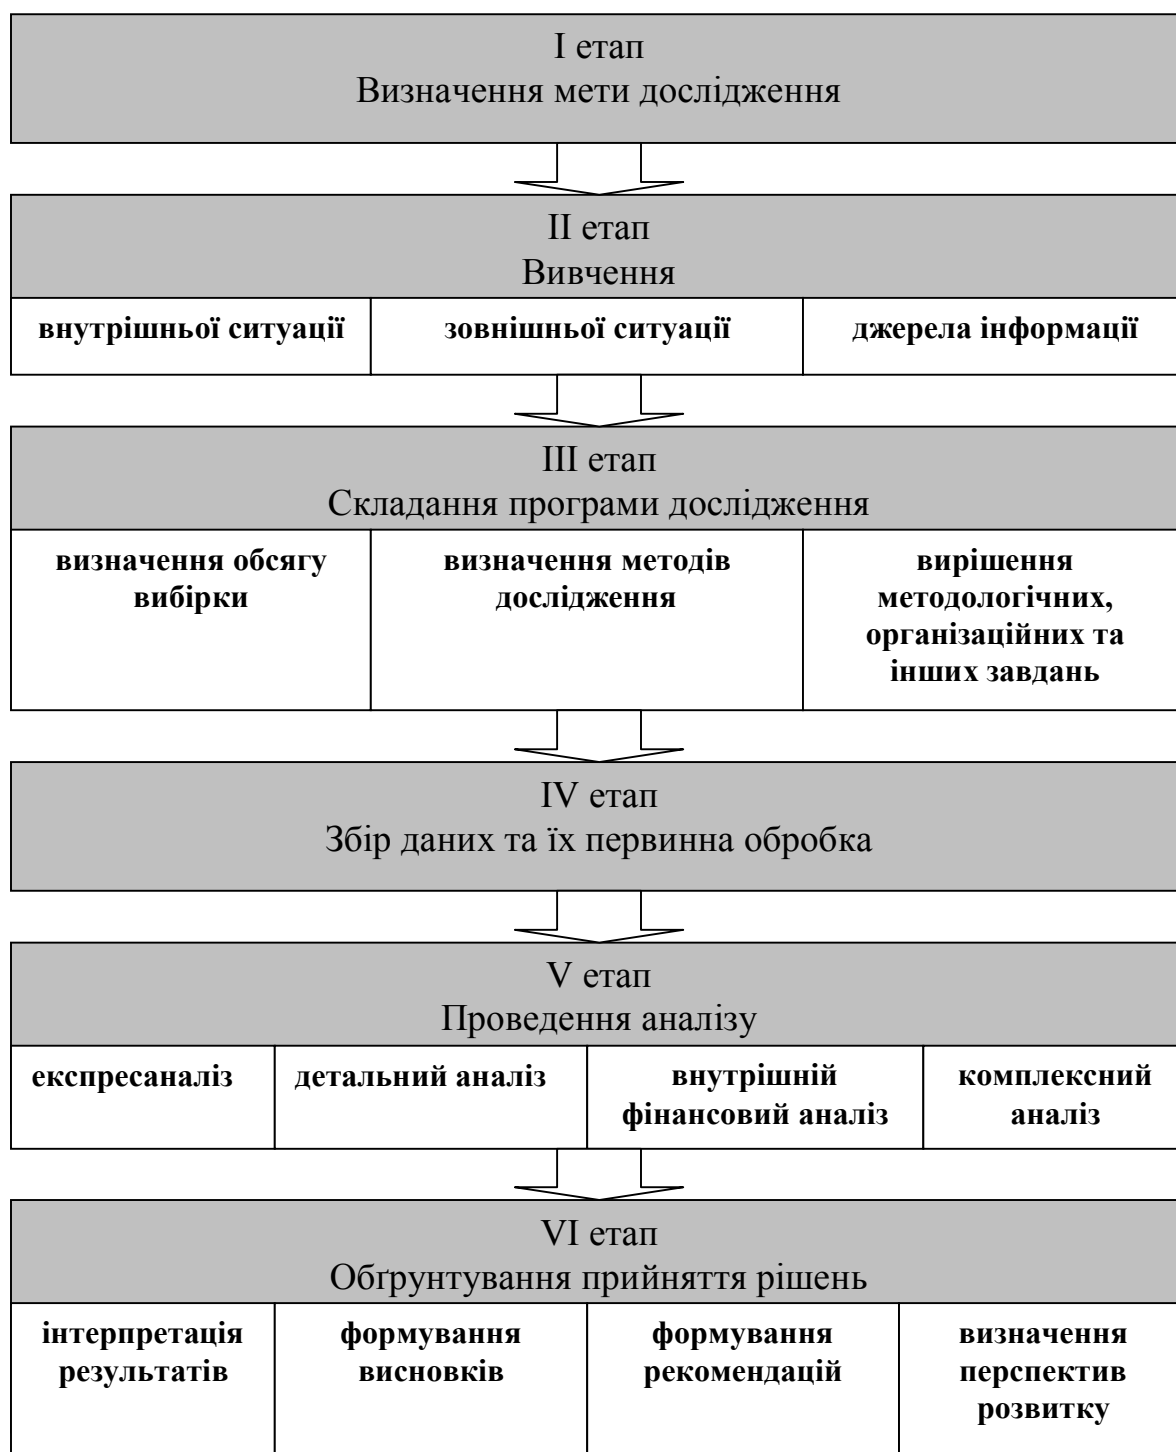 І етап
Визначення мети дослідження
ІІ етап
Вивчення
внутрішньої ситуації
зовнішньої ситуації
джерела інформації
ІІІ етап
Складання програми дослідження
визначення обсягу
вибірки
визначення методів
дослідження
вирішення
методологічних,
організаційних та
інших завдань
IV етап
Збір даних та їх первинна обробка
V етап
Проведення аналізу
експресаналіз
детальний аналіз
внутрішній
фінансовий аналіз
комплексний
аналіз
VI етап
Обґрунтування прийняття рішень
інтерпретація
результатів
формування
висновків
формування
рекомендацій
визначення
перспектив
розвитку